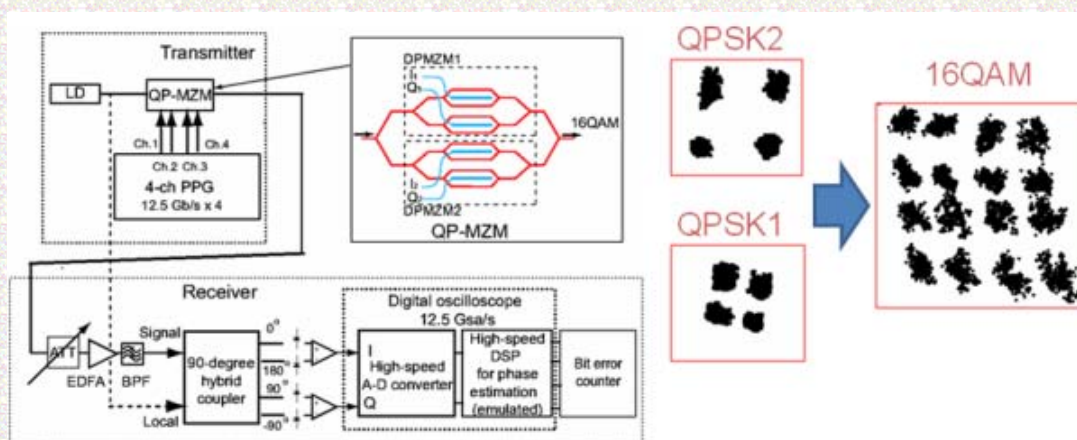 Transmitter
LD
QP-MZM
Ch.1
Ch.2
Ch.3
Ch.4
4-ch PPG
12.5 Gb/s x 4
DPMZM1
I₁
Q₁
16QAM
I₂
Q₂
DPMZM2
QP-MZM
QPSK2
QPSK1
16QAM
Receiver
ATT
EDFA
BPF
Signal
Local
90-degree
hybrid
coupler
0°
180°
90°
-90°
Digital oscilloscope
12.5 Gsa/s
I
High-speed
A-D converter
Q
High-speed
DSP
for phase
estimation
(emulated)
Bit error
counter